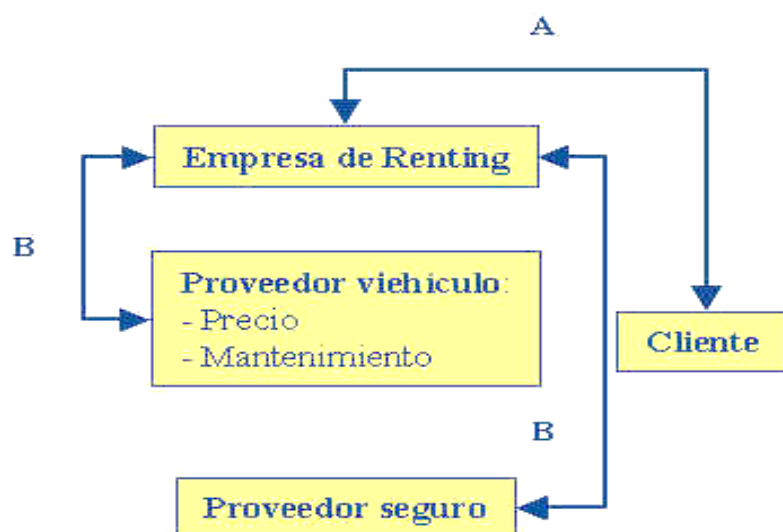 A
Empresa de Renting
B
Proveedor viehiculo:
- Precio
- Mantenimiento
Cliente
B
Proveedor seguro